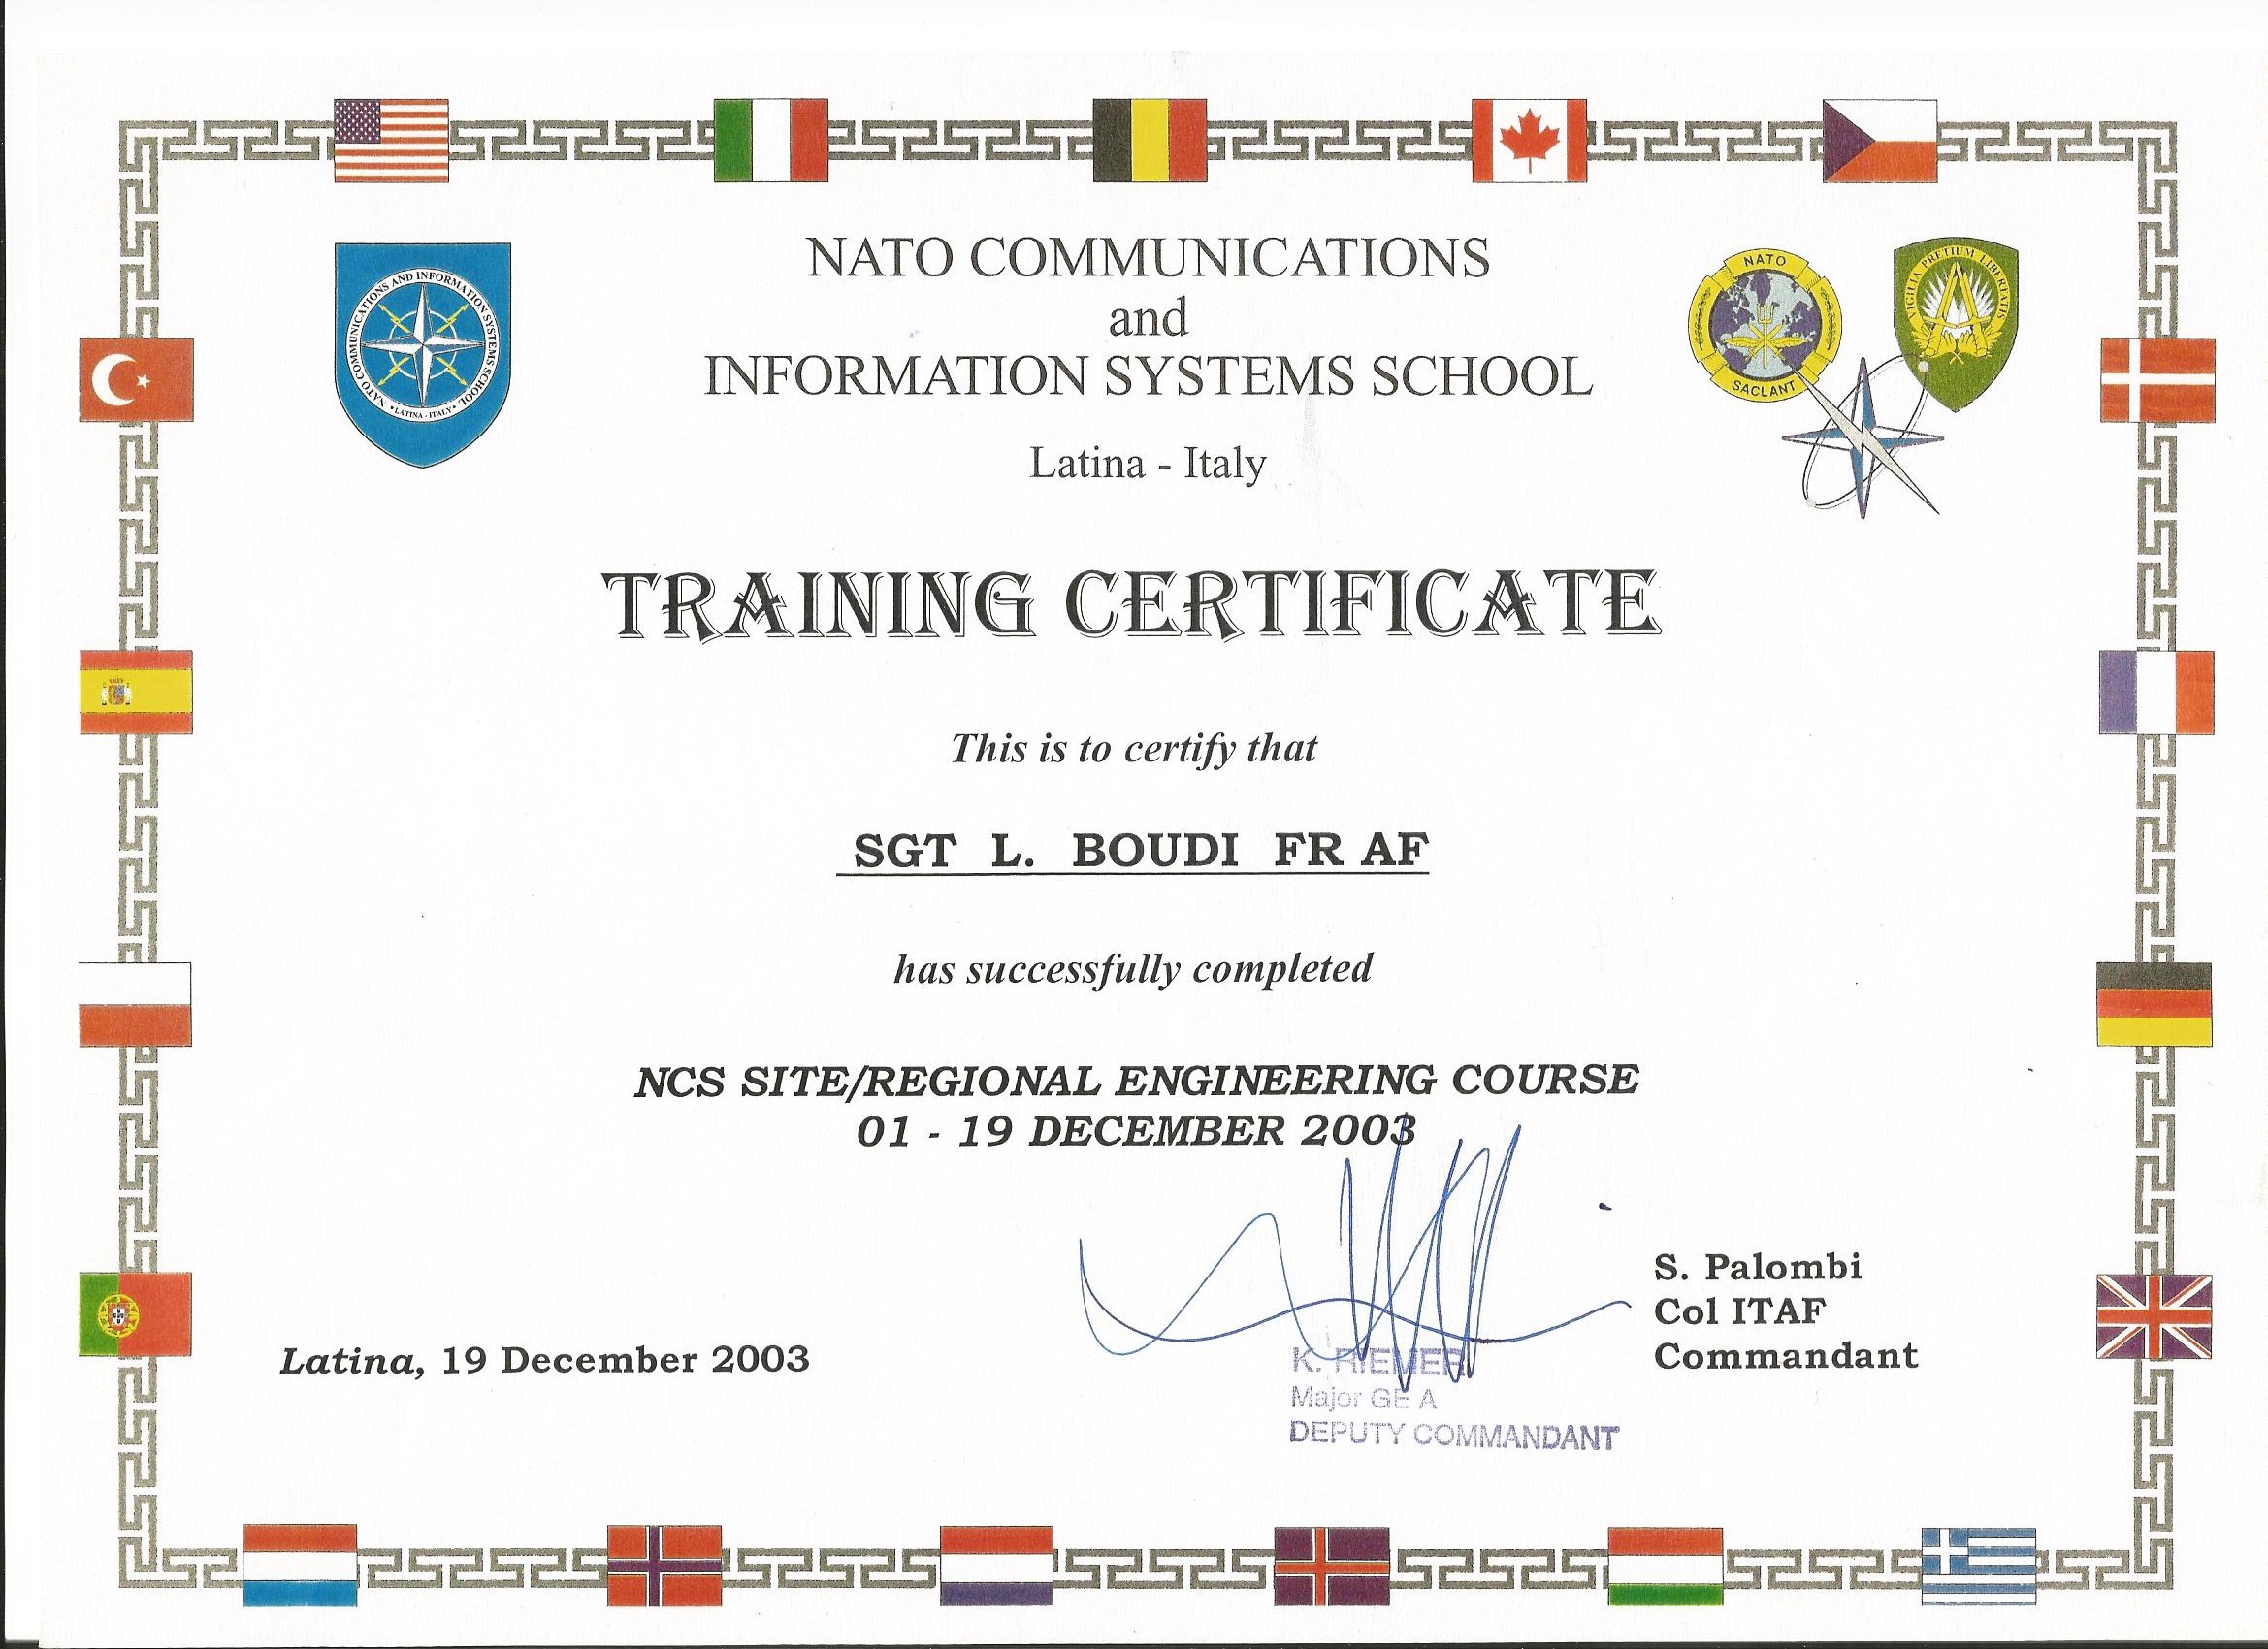 NATO COMMUNICATIONS
and
INFORMATION SYSTEMS SCHOOL
Latina - Italy
NATO COMMUNICATIONS AND INFORMATION SYSTEMS SCHOOL
• LATINA - ITALY •
NATO
SACLANT
VIGILIA PRETIUM LIBERTATIS
TRAINING CERTIFICATE
This is to certify that
SGT L. BOUDI FR AF
has successfully completed
NCS SITE/REGIONAL ENGINEERING COURSE
01 - 19 DECEMBER 2003
S. Palombi
Col ITAF
Commandant
Latina, 19 December 2003
K. RIEMER
Major GE A
DEPUTY COMMANDANT